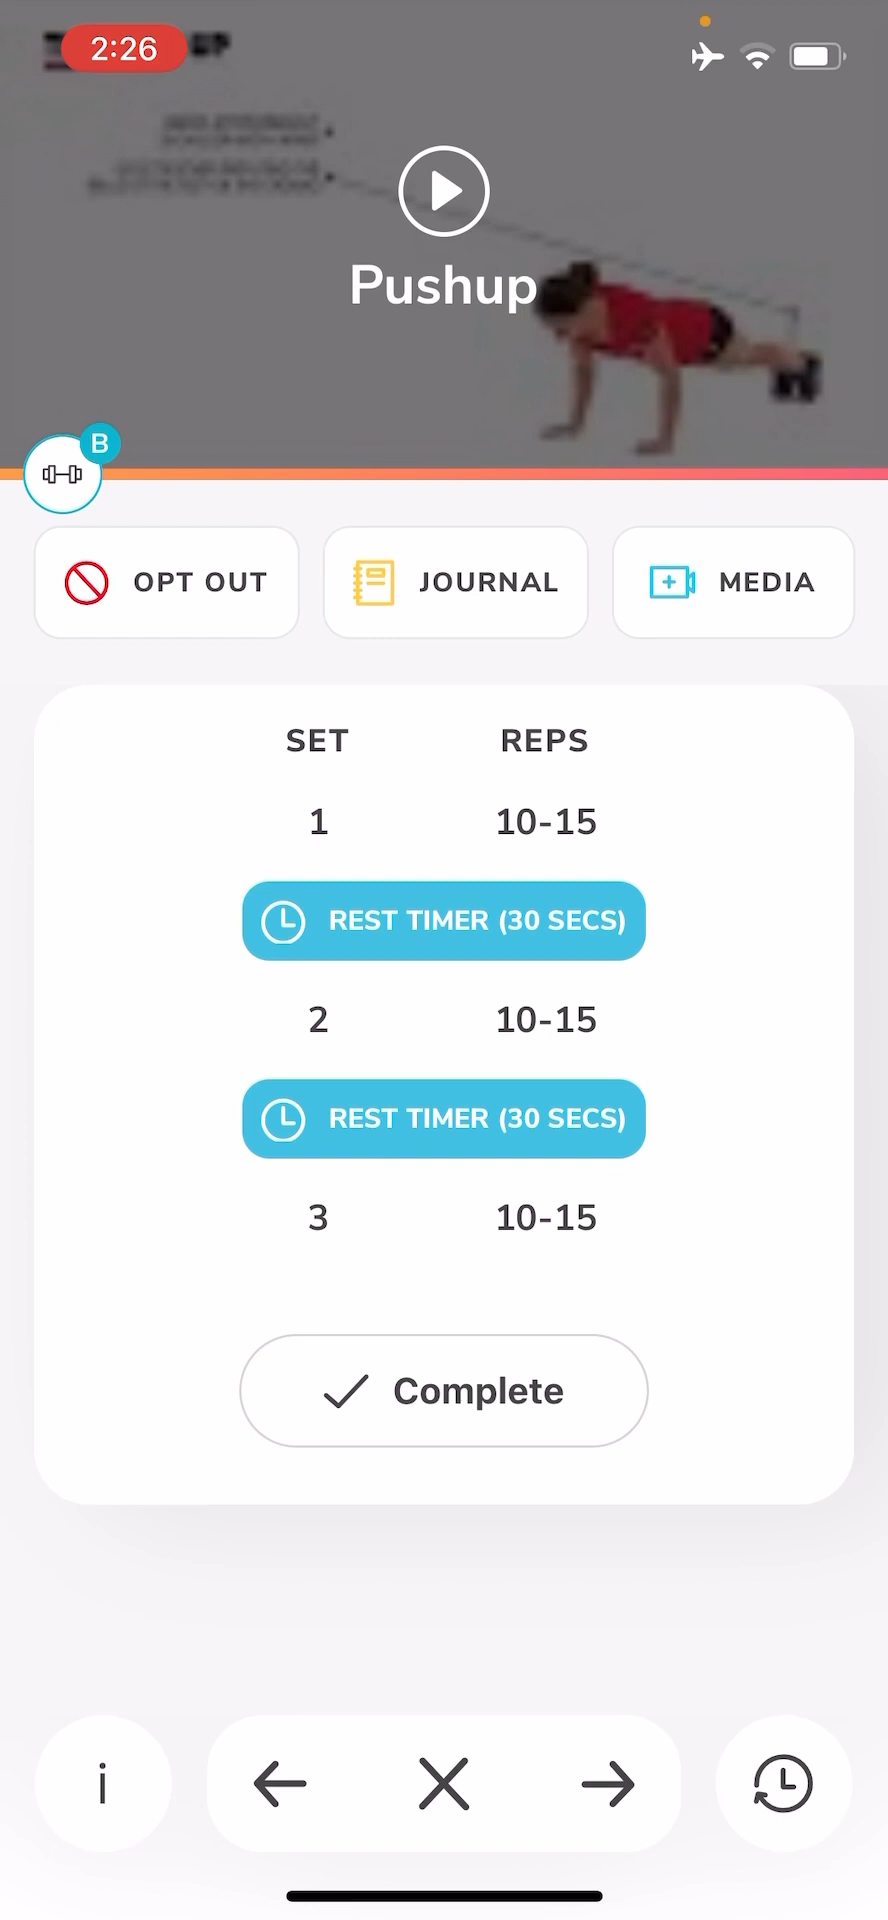 2:26
UP
Pushup
B
OPT OUT
JOURNAL
MEDIA
SET REPS
1 10-15
REST TIMER (30 SECS)
2 10-15
REST TIMER (30 SECS)
3 10-15
Complete
i